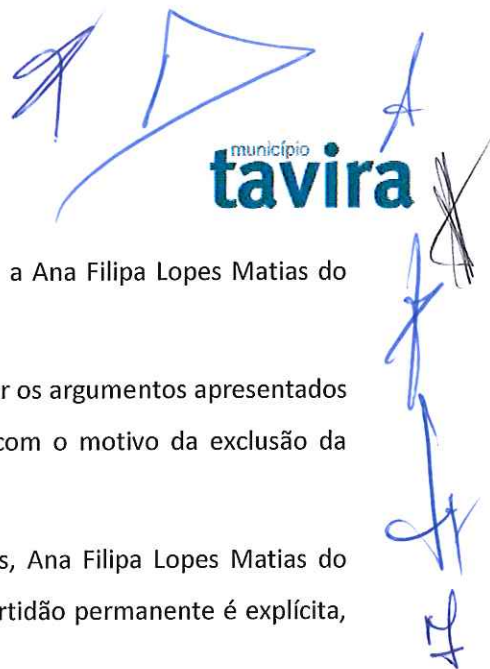 município
tavira
a Ana Filipa Lopes Matias do
r os argumentos apresentados
com o motivo da exclusão da
s, Ana Filipa Lopes Matias do
artidão permanente é explícita,